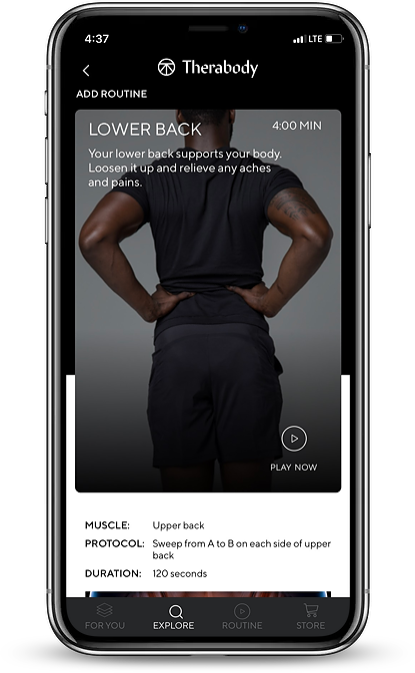 4:37
LTE
Therabody
ADD ROUTINE
LOWER BACK
4:00 MIN
Your lower back supports your body.
Loosen it up and relieve any aches
and pains.
PLAY NOW
MUSCLE: Upper back
PROTOCOL: Sweep from A to B on each side of upper
back
DURATION: 120 seconds
FOR YOU
EXPLORE
ROUTINE
STORE